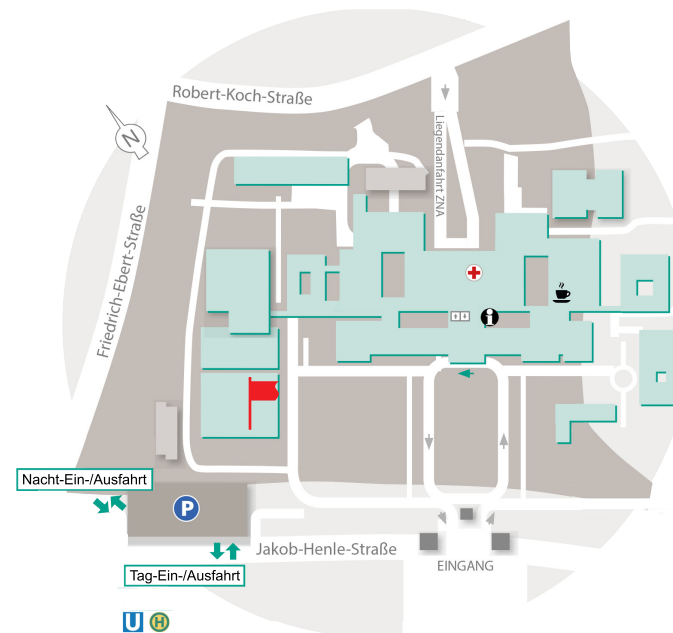 Robert-Koch-Straße
Liegendanfahrt ZNA
N
Friedrich-Ebert-Straße
i
Nacht-Ein-/Ausfahrt
P
Jakob-Henle-Straße
EINGANG
Tag-Ein-/Ausfahrt
U H